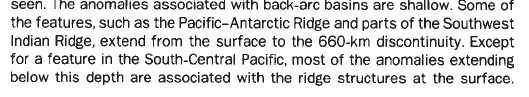 seen. The anomalies associated with back-arc basins are shallow. Some of
the features, such as the Pacific–Antarctic Ridge and parts of the Southwest
Indian Ridge, extend from the surface to the 660-km discontinuity. Except
for a feature in the South-Central Pacific, most of the anomalies extending
below this depth are associated with the ridge structures at the surface.